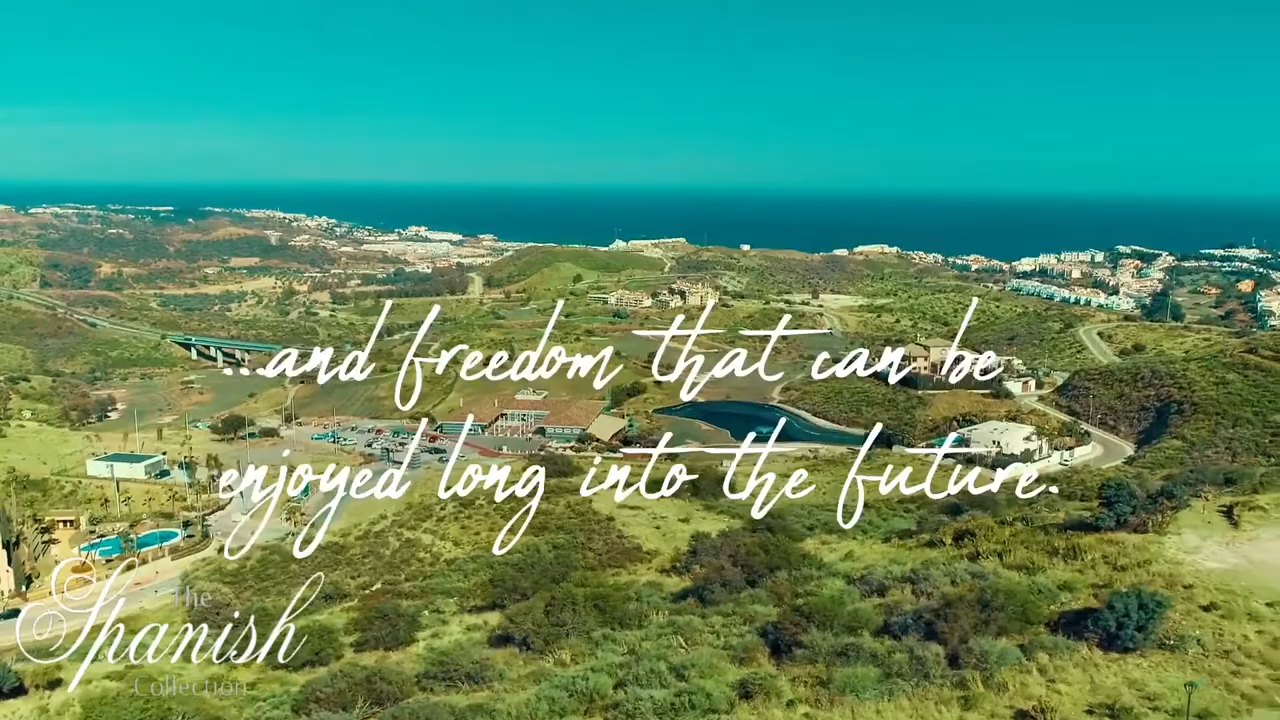 ...and freedom that can be
enjoyed long into the future.
The
Spanish
Collection